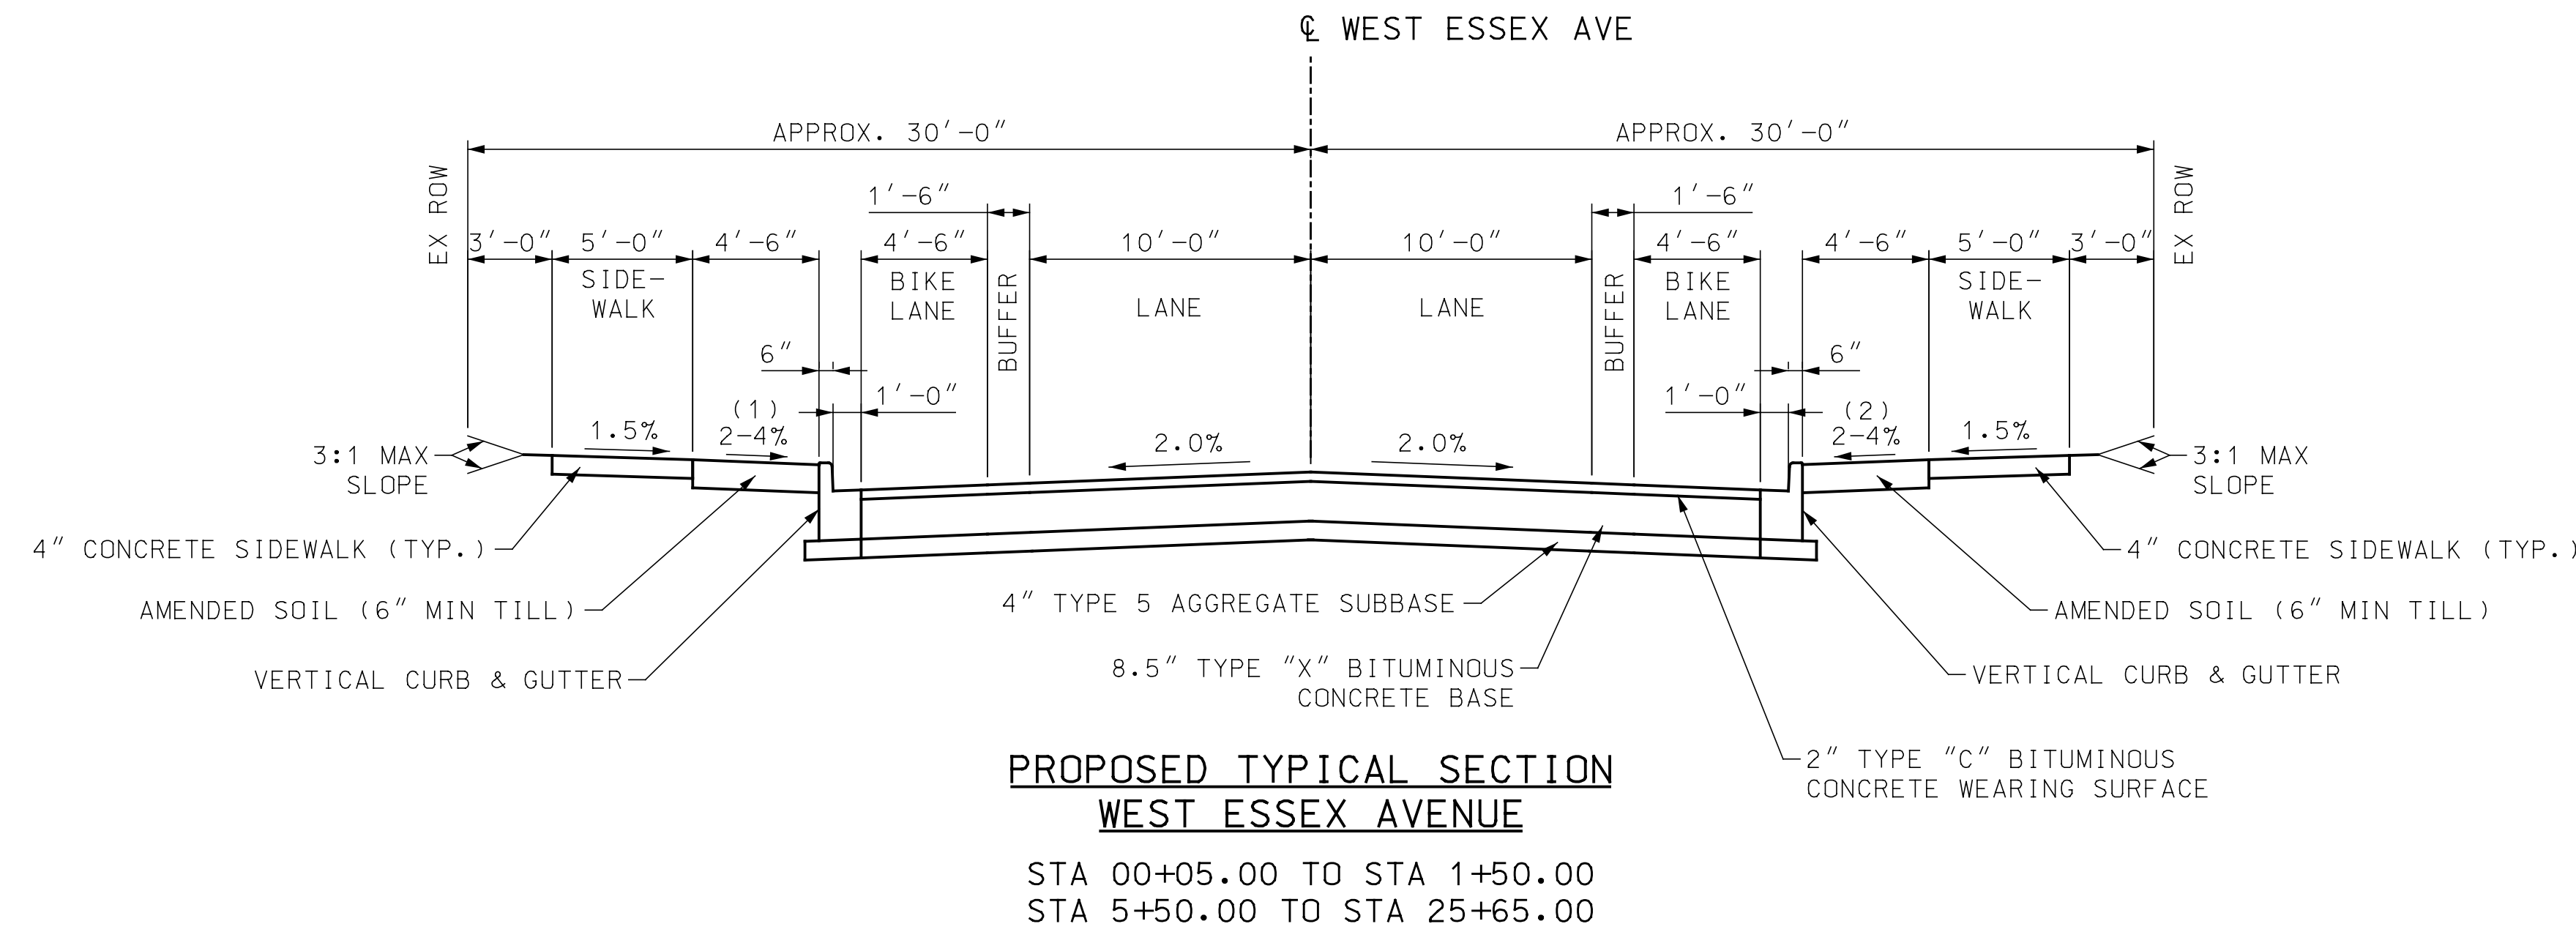 ℄ WEST ESSEX AVE
APPROX. 30'-0" APPROX. 30'-0"
EX ROW EX ROW
1'-6" 1'-6"
3'-0" 5'-0" 4'-6" 4'-6" 10'-0" 10'-0" 4'-6" 4'-6" 5'-0" 3'-0"
SIDE- BIKE BUFFER BUFFER BIKE SIDE-
WALK LANE LANE LANE LANE WALK
6" 6"
1'-0" 1'-0"
(1) (2)
1.5% 2-4% 2.0% 2.0% 2-4% 1.5%
3:1 MAX 3:1 MAX
SLOPE SLOPE
4" CONCRETE SIDEWALK (TYP.) 4" CONCRETE SIDEWALK (TYP.)
AMENDED SOIL (6" MIN TILL) 4" TYPE 5 AGGREGATE SUBBASE AMENDED SOIL (6" MIN TILL)
VERTICAL CURB & GUTTER 8.5" TYPE "X" BITUMINOUS VERTICAL CURB & GUTTER
CONCRETE BASE
2" TYPE "C" BITUMINOUS
CONCRETE WEARING SURFACE
PROPOSED TYPICAL SECTION
WEST ESSEX AVENUE
STA 00+05.00 TO STA 1+50.00
STA 5+50.00 TO STA 25+65.00